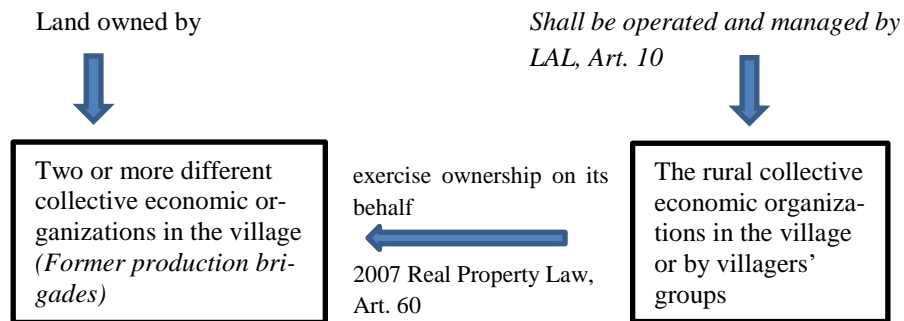 Land owned by
Shall be operated and managed by
LAL, Art. 10
Two or more different
collective economic or-
ganizations in the village
(Former production bri-
gades)
exercise ownership on its
behalf
2007 Real Property Law,
Art. 60
The rural collective
economic organiza-
tions in the village
or by villagers’
groups